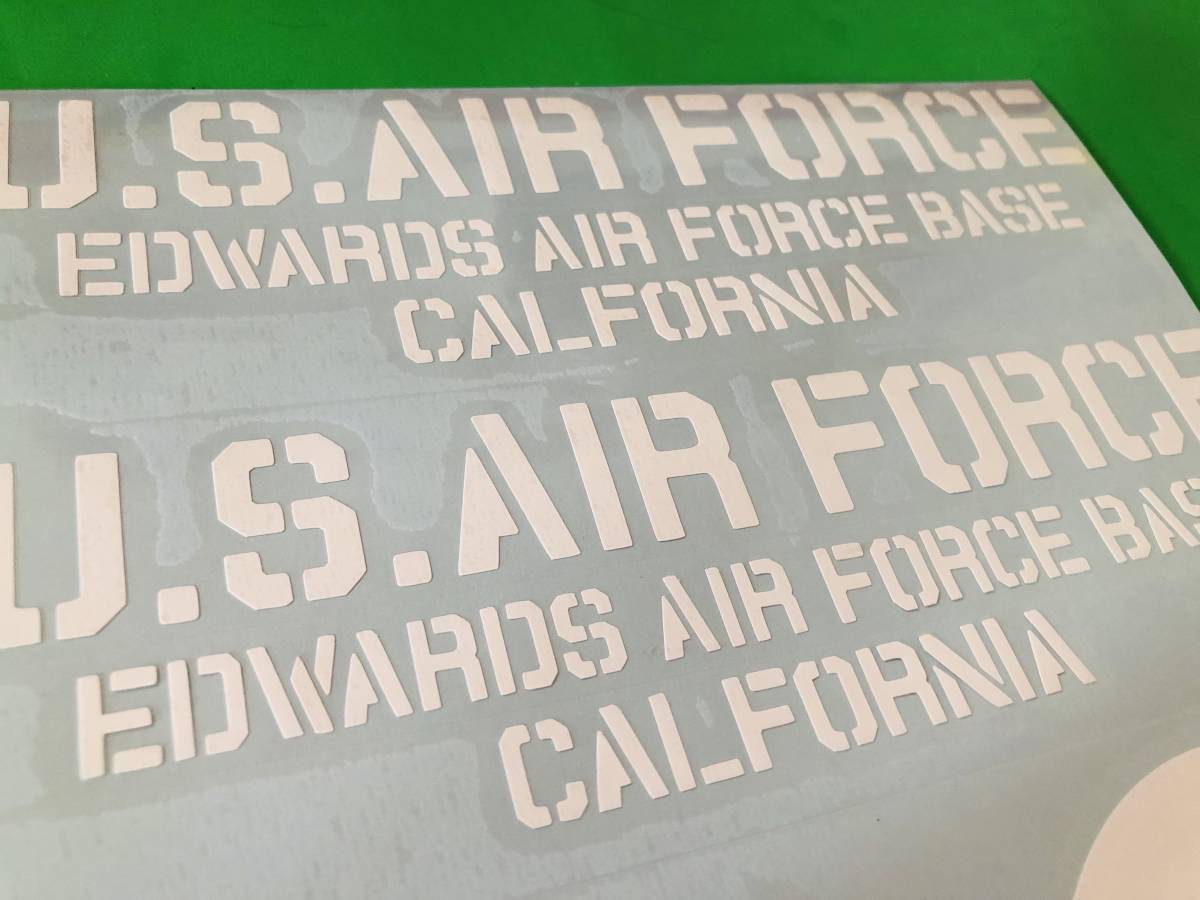 U.S.AIR FORCE
EDWARDS AIR FORCE BASE
CALFORNIA
U.S.AIR FORCE
EDWARDS AIR FORCE BAS
CALFORNIA